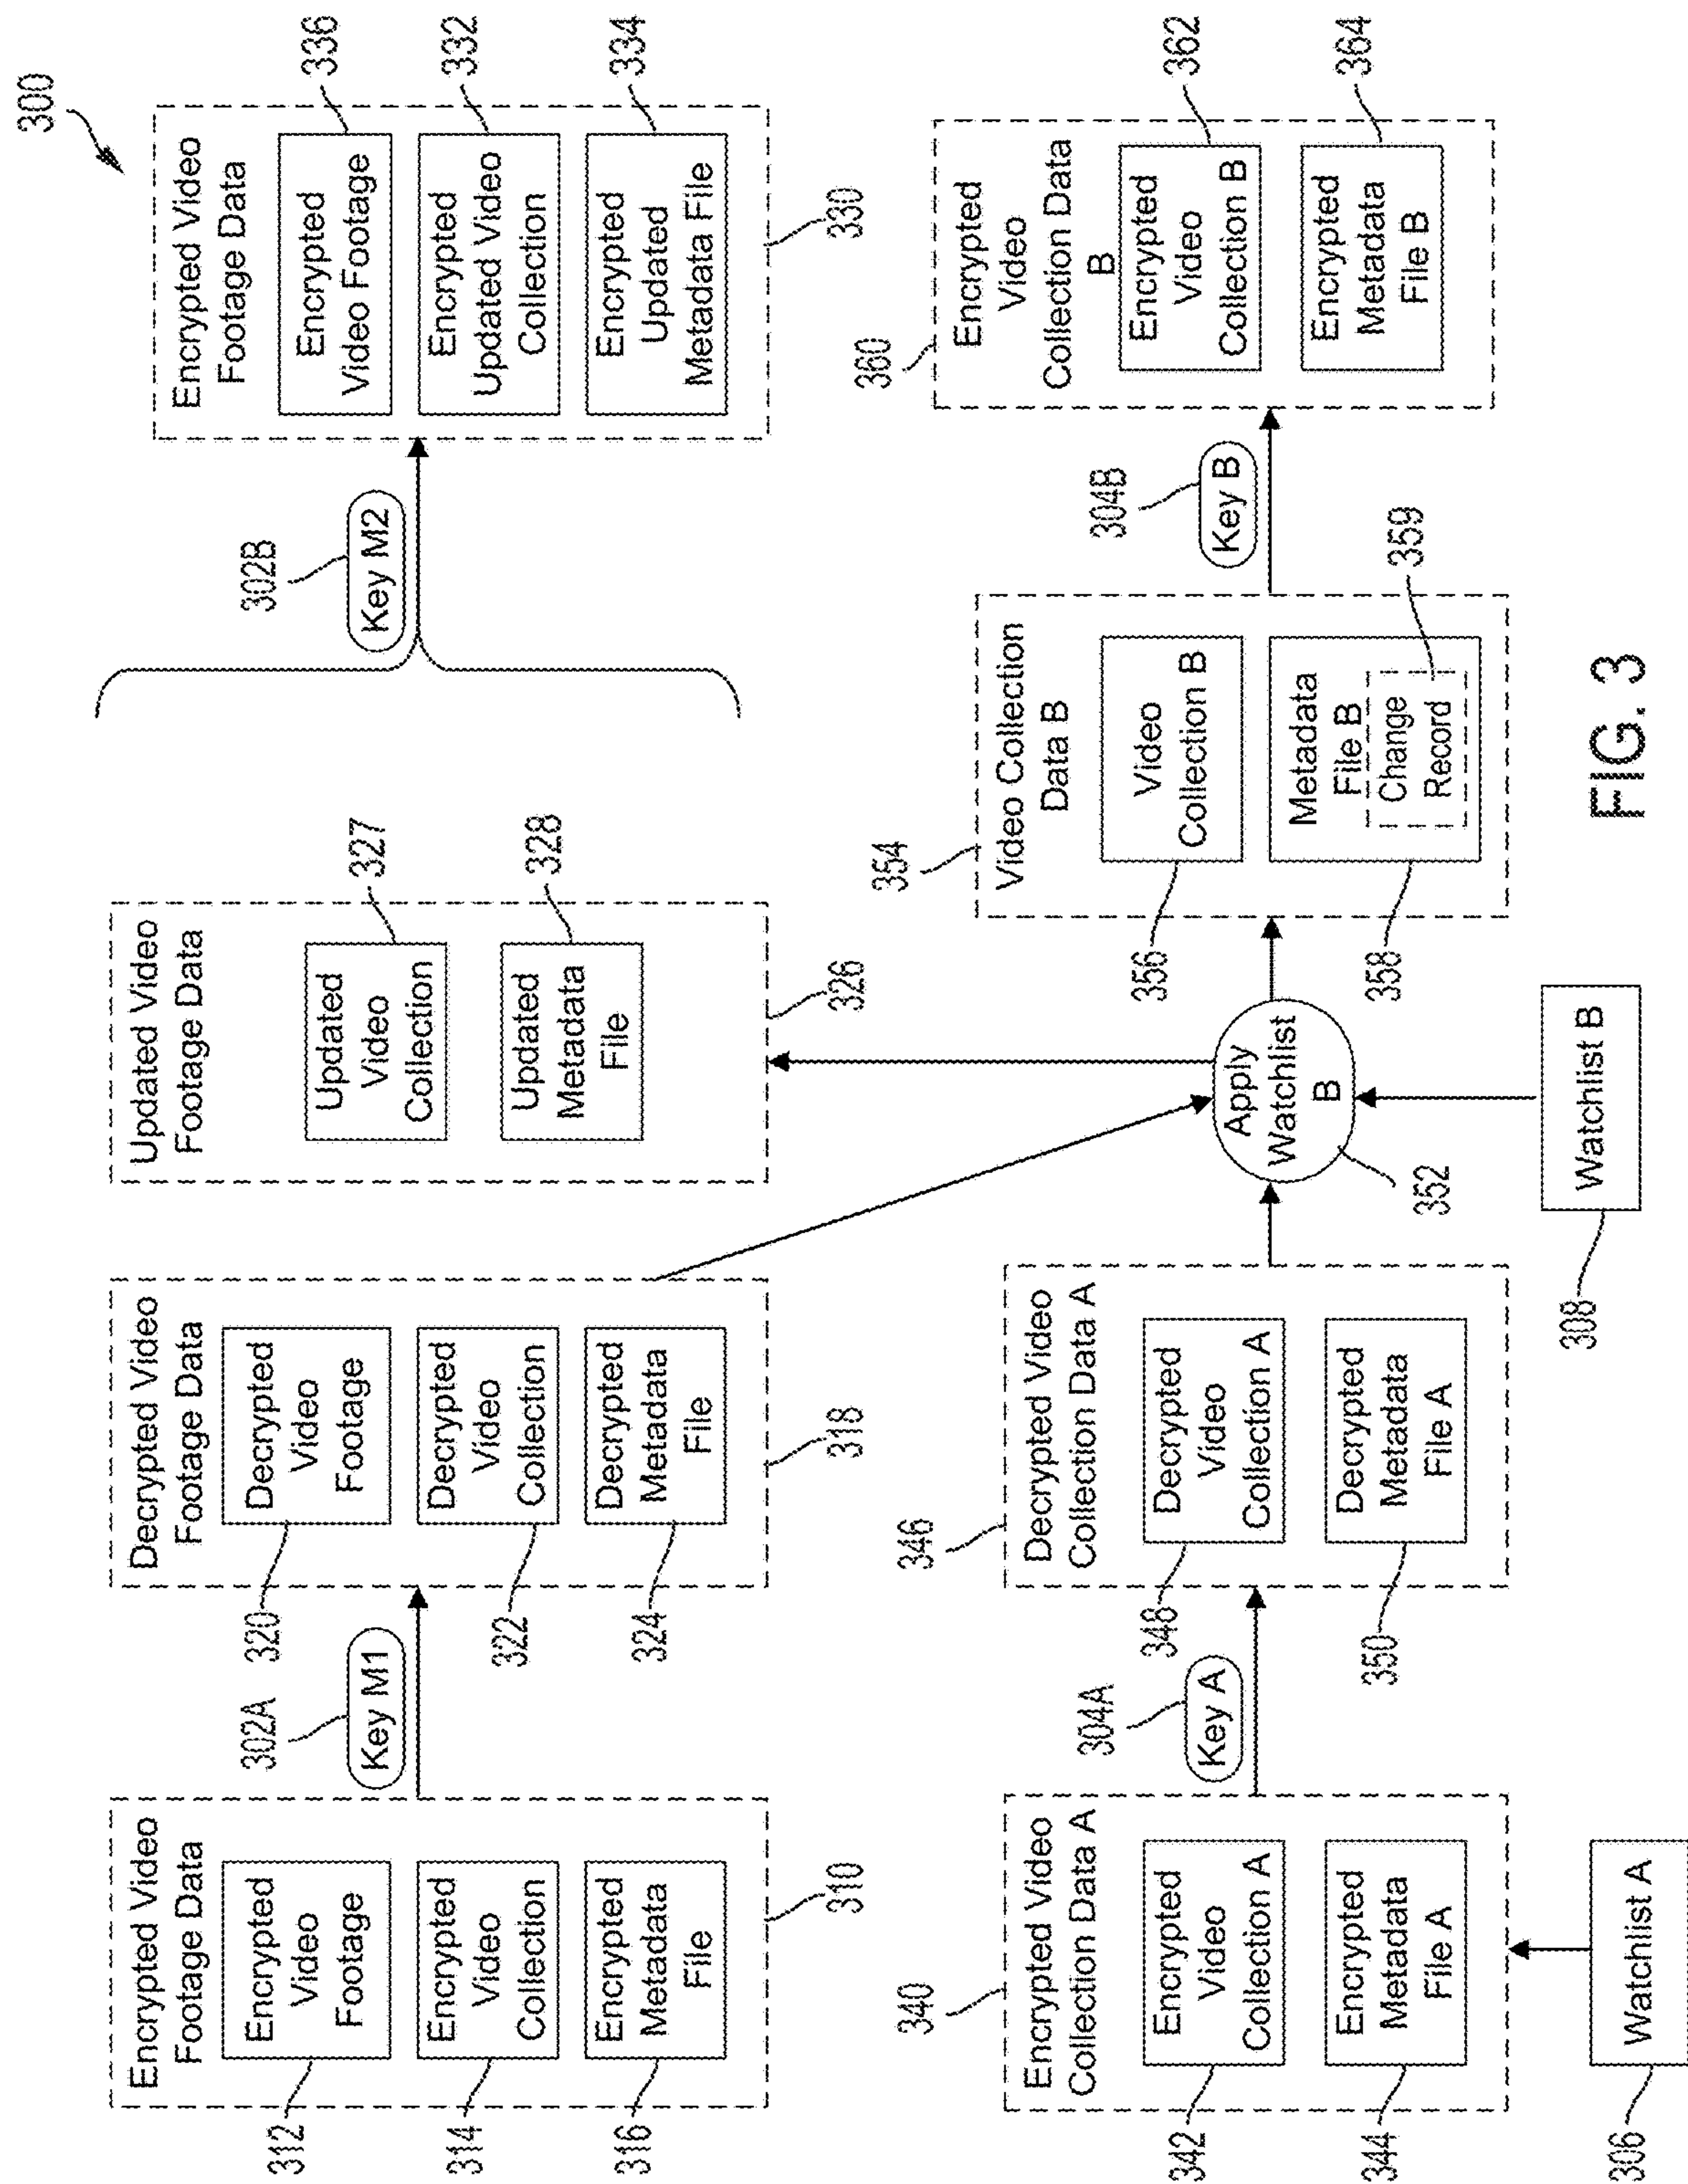 300
Encrypted Video
Footage Data
Encrypted
Video
Footage
Encrypted
Video
Collection
Encrypted
Metadata
File
312
314
316
310
302A
Key M1
Decrypted Video
Footage Data
Decrypted
Video
Footage
Decrypted
Video
Collection
Decrypted
Metadata
File
320
322
324
318
Updated Video
Footage Data
Updated
Video
Collection
Updated
Metadata
File
327
328
326
302B
Key M2
Encrypted Video
Footage Data
Encrypted
Video Footage
Encrypted
Updated Video
Collection
Encrypted
Updated
Metadata File
336
332
334
330
340
Encrypted Video
Collection Data A
Encrypted
Video
Collection A
Encrypted
Metadata
File A
342
344
306
Watchlist A
304A
Key A
346
Decrypted Video
Collection Data A
Decrypted
Video
Collection A
Decrypted
Metadata
File A
348
350
Apply
Watchlist
B
352
308
Watchlist B
354
Video Collection
Data B
Video
Collection B
Metadata
File B
Change
Record
356
358
359
304B
Key B
360
Encrypted
Video
Collection Data
B
Encrypted
Video
Collection B
Encrypted
Metadata
File B
362
364
FIG. 3